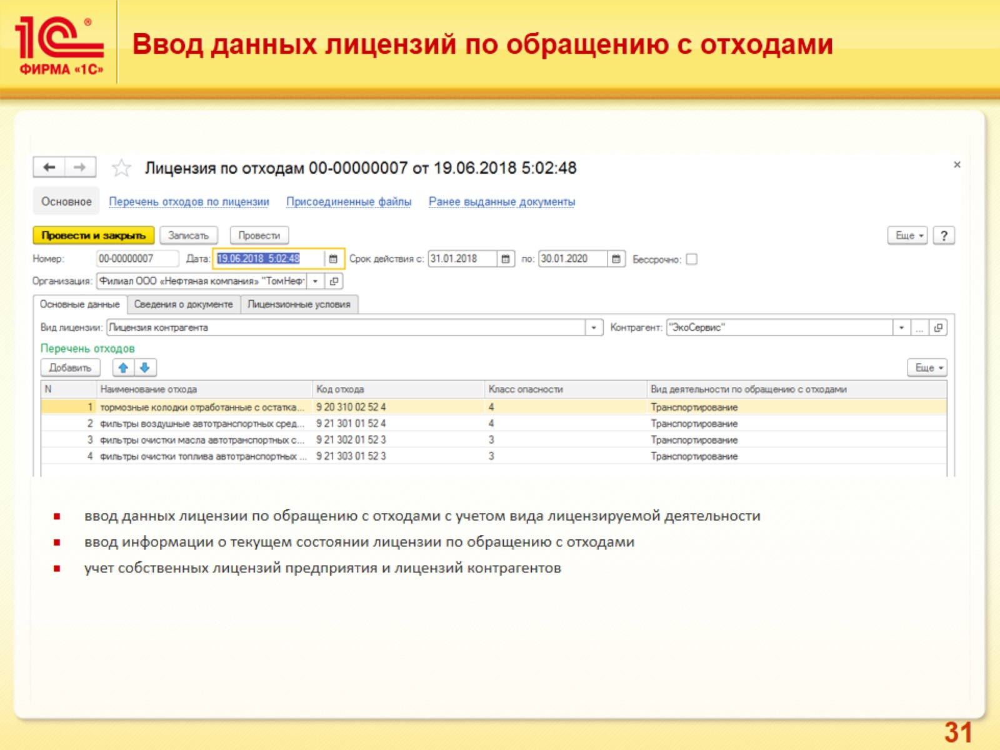 1С®
ФИРМА «1С»
Ввод данных лицензий по обращению с отходами
Лицензия по отходам 00-00000007 от 19.06.2018 5:02:48
Основное Перечень отходов по лицензии Присоединенные файлы Ранее выданные документы
Провести и закрыть Записать Провести Еще ?
Номер: 00-00000007 Дата: 19.06.2018 5:02:48 Срок действия с: 31.01.2018 по: 30.01.2020 Бессрочно:
Организация: Филиал ООО «Нефтяная компания» "ТомНефт
Основные данные Сведения о документе Лицензионные условия
Вид лицензии: Лицензия контрагента Контрагент: "ЭкоСервис" ...
Перечень отходов
Добавить Еще
N Наименование отхода Код отхода Класс опасности Вид деятельности по обращению с отходами
1 тормозные колодки отработанные с остатка... 9 20 310 02 52 4 4 Транспортирование
2 фильтры воздушные автотранспортных сред... 9 21 301 01 52 4 4 Транспортирование
3 фильтры очистки масла автотранспортных с... 9 21 302 01 52 3 3 Транспортирование
4 фильтры очистки топлива автотранспортных ... 9 21 303 01 52 3 3 Транспортирование
ввод данных лицензии по обращению с отходами с учетом вида лицензируемой деятельности
ввод информации о текущем состоянии лицензии по обращению с отходами
учет собственных лицензий предприятия и лицензий контрагентов
31